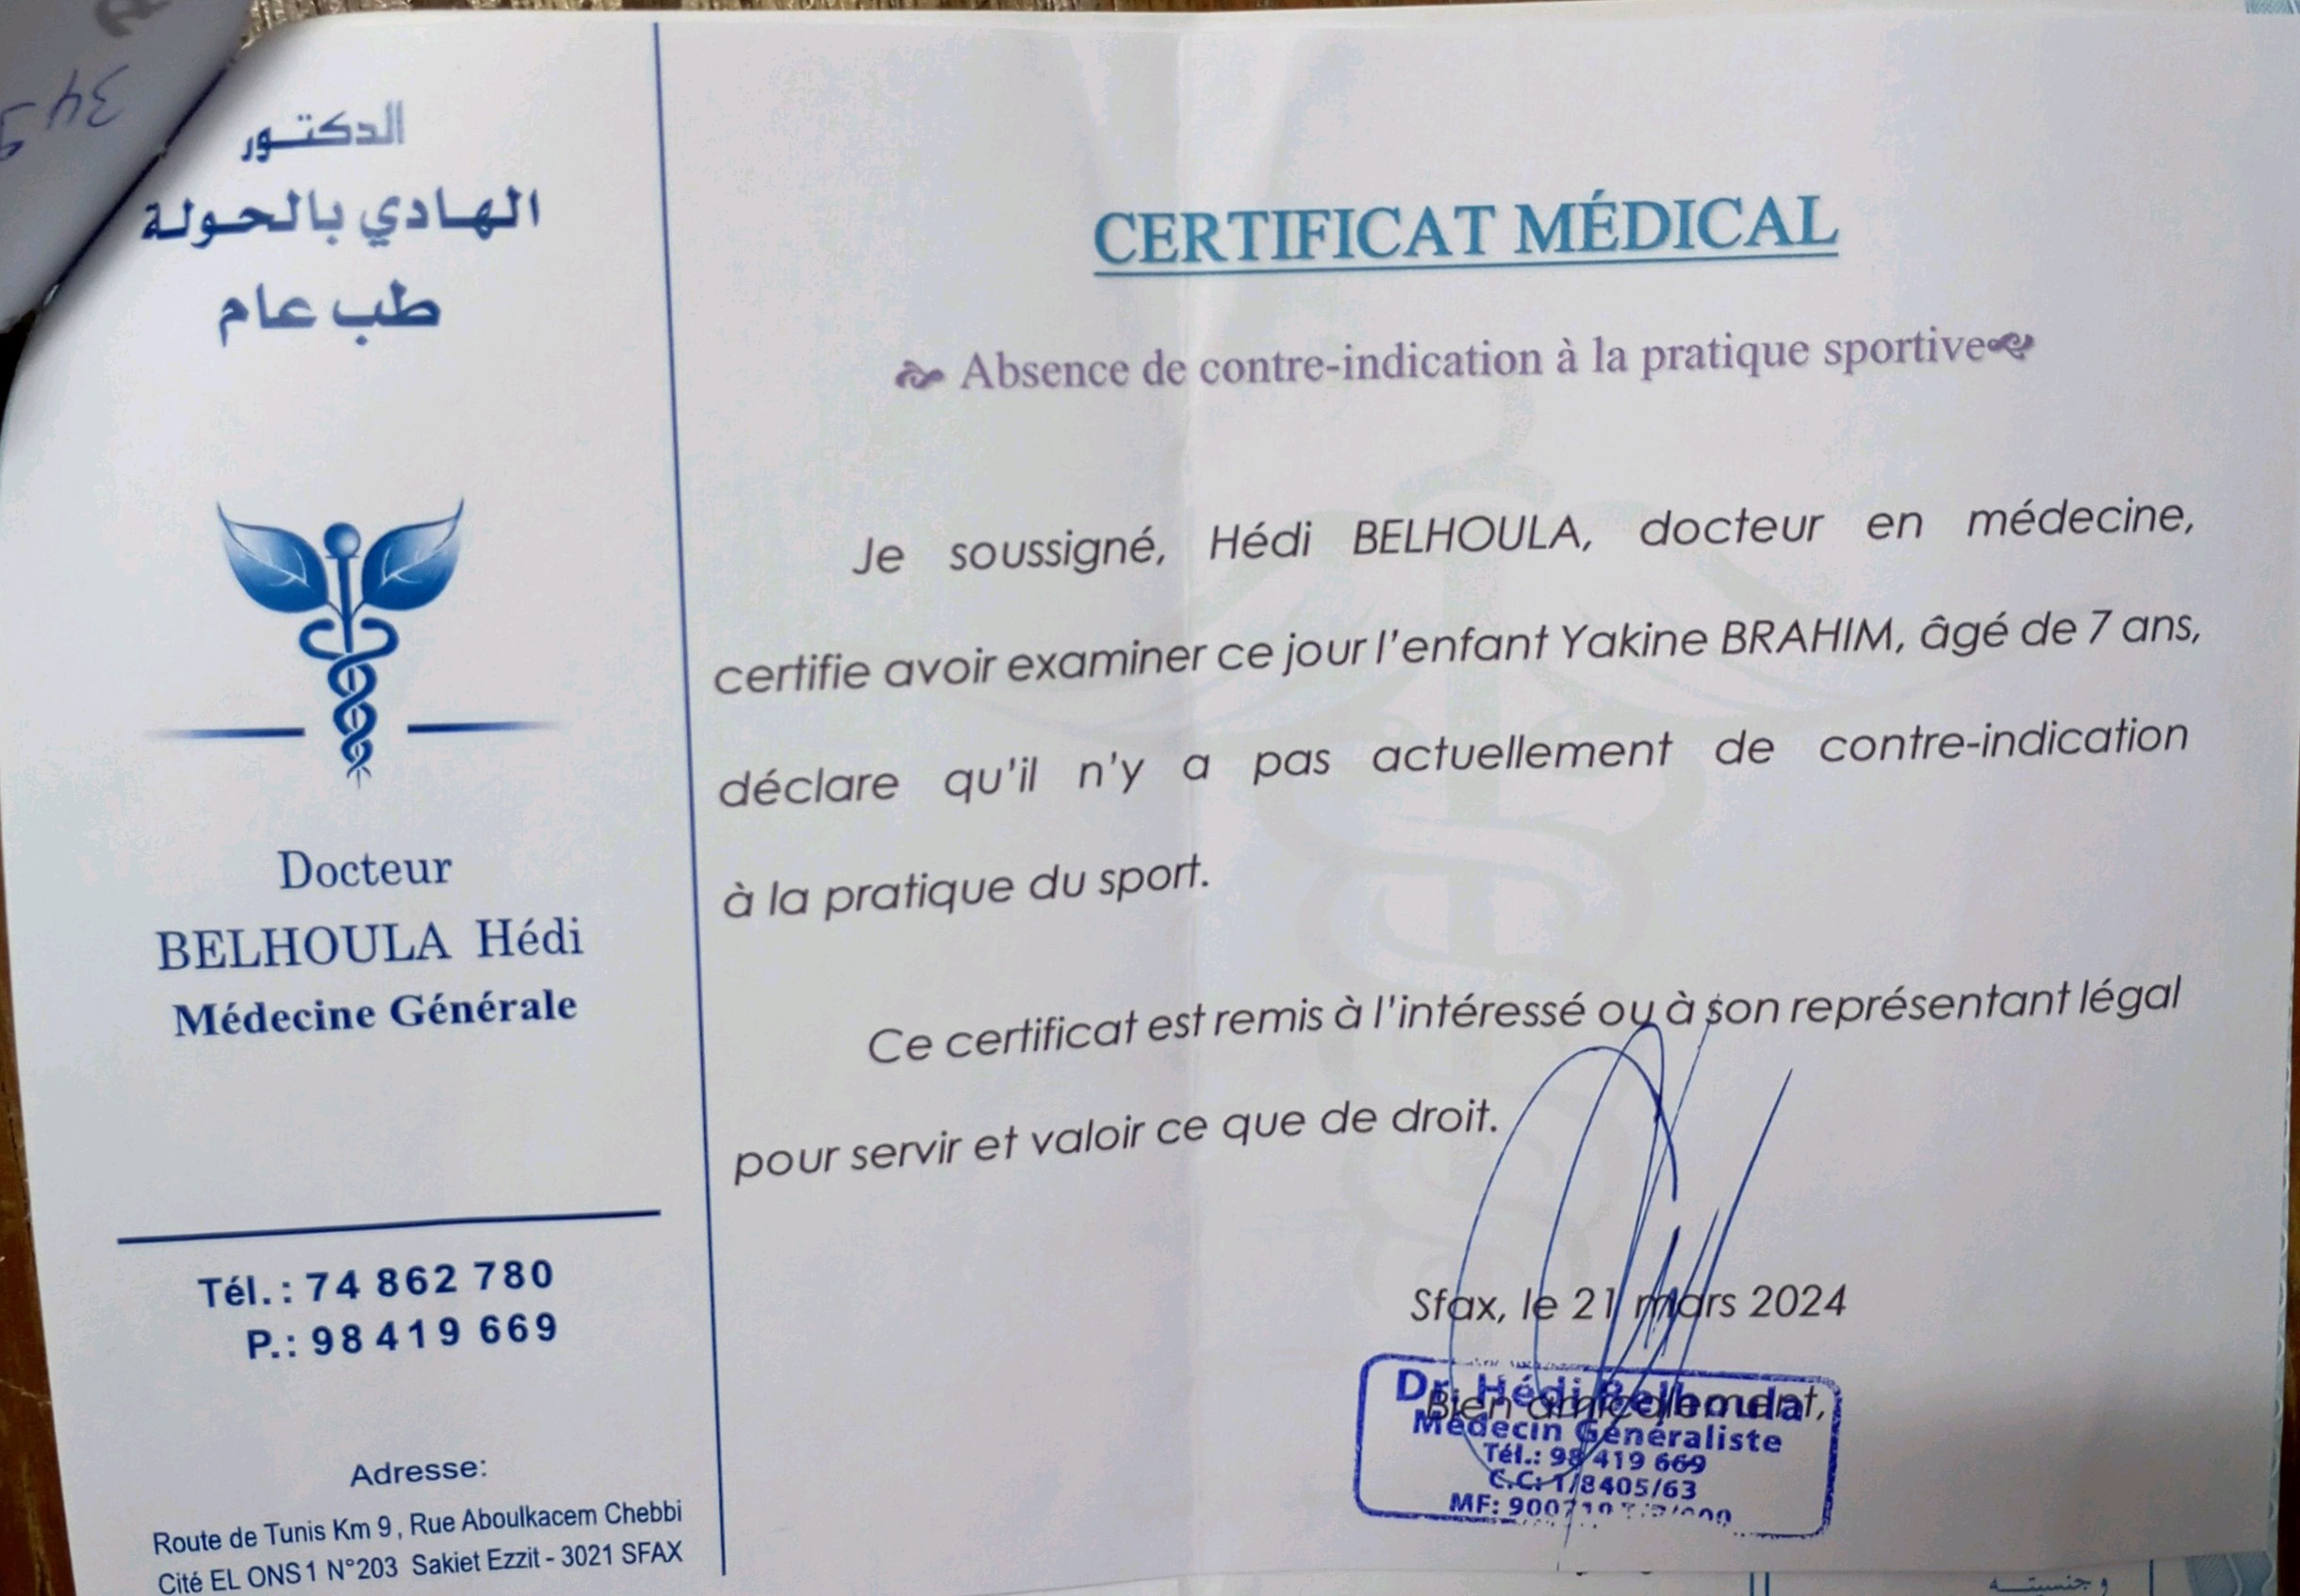 الدكتور
الهادي بالحولة
طب عام
Docteur
BELHOULA Hédi
Médecine Générale
Tél. : 74 862 780
P. : 98 419 669
Adresse:
Route de Tunis Km 9 , Rue Aboulkacem Chebbi
Cité EL ONS 1 N°203 Sakiet Ezzit - 3021 SFAX
CERTIFICAT MÉDICAL
Absence de contre-indication à la pratique sportive
Je soussigné, Hédi BELHOULA, docteur en médecine,
certifie avoir examiner ce jour l'enfant Yakine BRAHIM, âgé de 7 ans,
déclare qu'il n'y a pas actuellement de contre-indication
à la pratique du sport.
Ce certificat est remis à l'intéressé ou à son représentant légal
pour servir et valoir ce que de droit.
Sfax, le 21 mars 2024
Bien amicalement,
Dr. Hédi Belhoula
Médecin Généraliste
Tél.: 98 419 669
C.C: 1/8405/63
MF:
و جنسيته